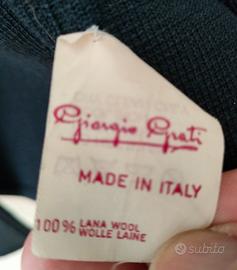 Giorgio Grati
MADE IN ITALY
100% LANA WOOL
WOLLE LAINE
subito